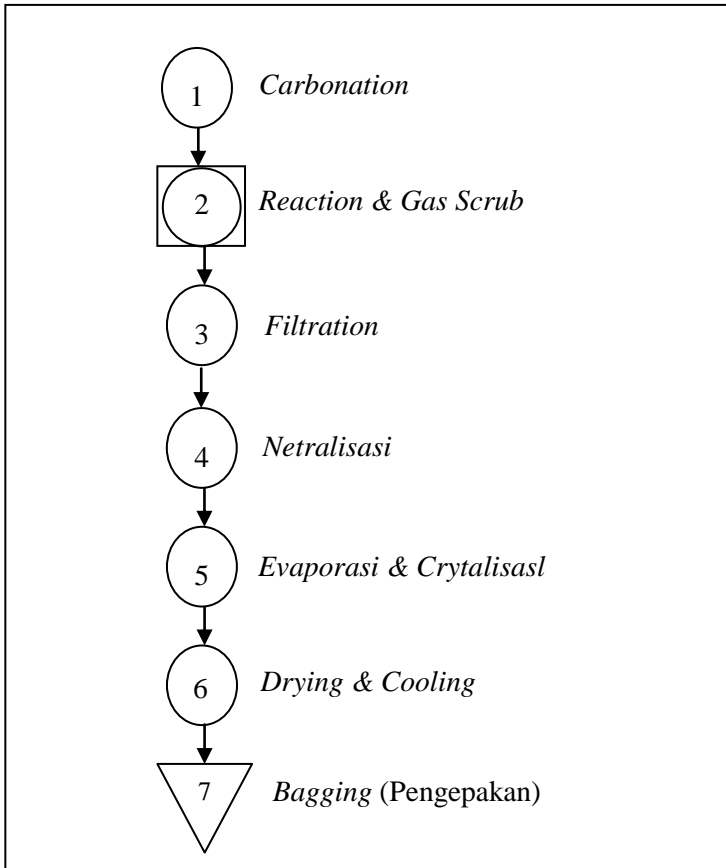 1 Carbonation
2 Reaction & Gas Scrub
3 Filtration
4 Netralisasi
5 Evaporasi & Crytalisasl
6 Drying & Cooling
7 Bagging (Pengepakan)